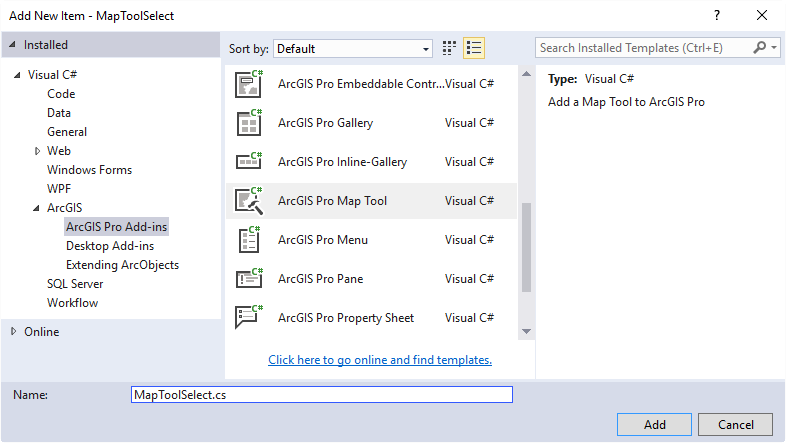 Add New Item - MapToolSelect
Installed
Sort by: Default
Search Installed Templates (Ctrl+E)
Visual C#
Code
Data
General
Web
Windows Forms
WPF
ArcGIS
ArcGIS Pro Add-ins
Desktop Add-ins
Extending ArcObjects
SQL Server
Workflow
Online
C# ArcGIS Pro Embeddable Contr... Visual C#
C# ArcGIS Pro Gallery Visual C#
C# ArcGIS Pro Inline-Gallery Visual C#
C# ArcGIS Pro Map Tool Visual C#
C# ArcGIS Pro Menu Visual C#
C# ArcGIS Pro Pane Visual C#
C# ArcGIS Pro Property Sheet Visual C#
Click here to go online and find templates.
Type: Visual C#
Add a Map Tool to ArcGIS Pro
Name: MapToolSelect.cs
Add Cancel